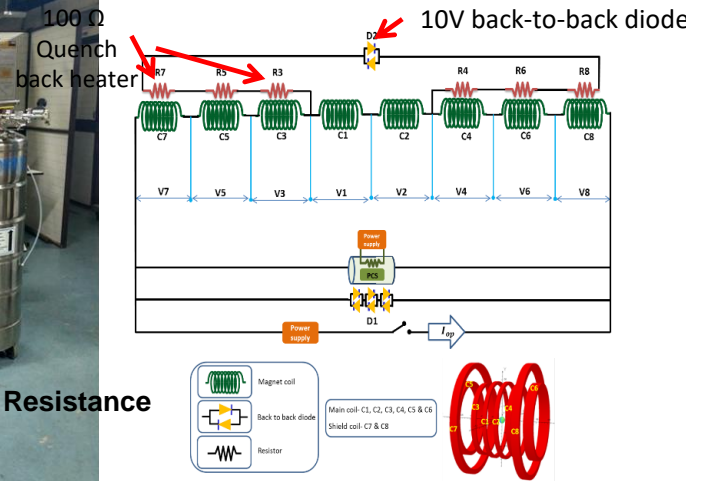 100 Ω
Quench
back heater
10V back-to-back diode
D2
R7 R5 R3 R4 R6 R8
C7 C5 C3 C1 C2 C4 C6 C8
V7 V5 V3 V1 V2 V4 V6 V8
Power
supply
PCS
D1
Power
supply
Iop
Resistance
Magnet coil
Back to back diode
Resistor
Main coil- C1, C2, C3, C4, C5 & C6
Shield coil- C7 & C8
C5 C6
C3 C4
C1 C2
C7 C8